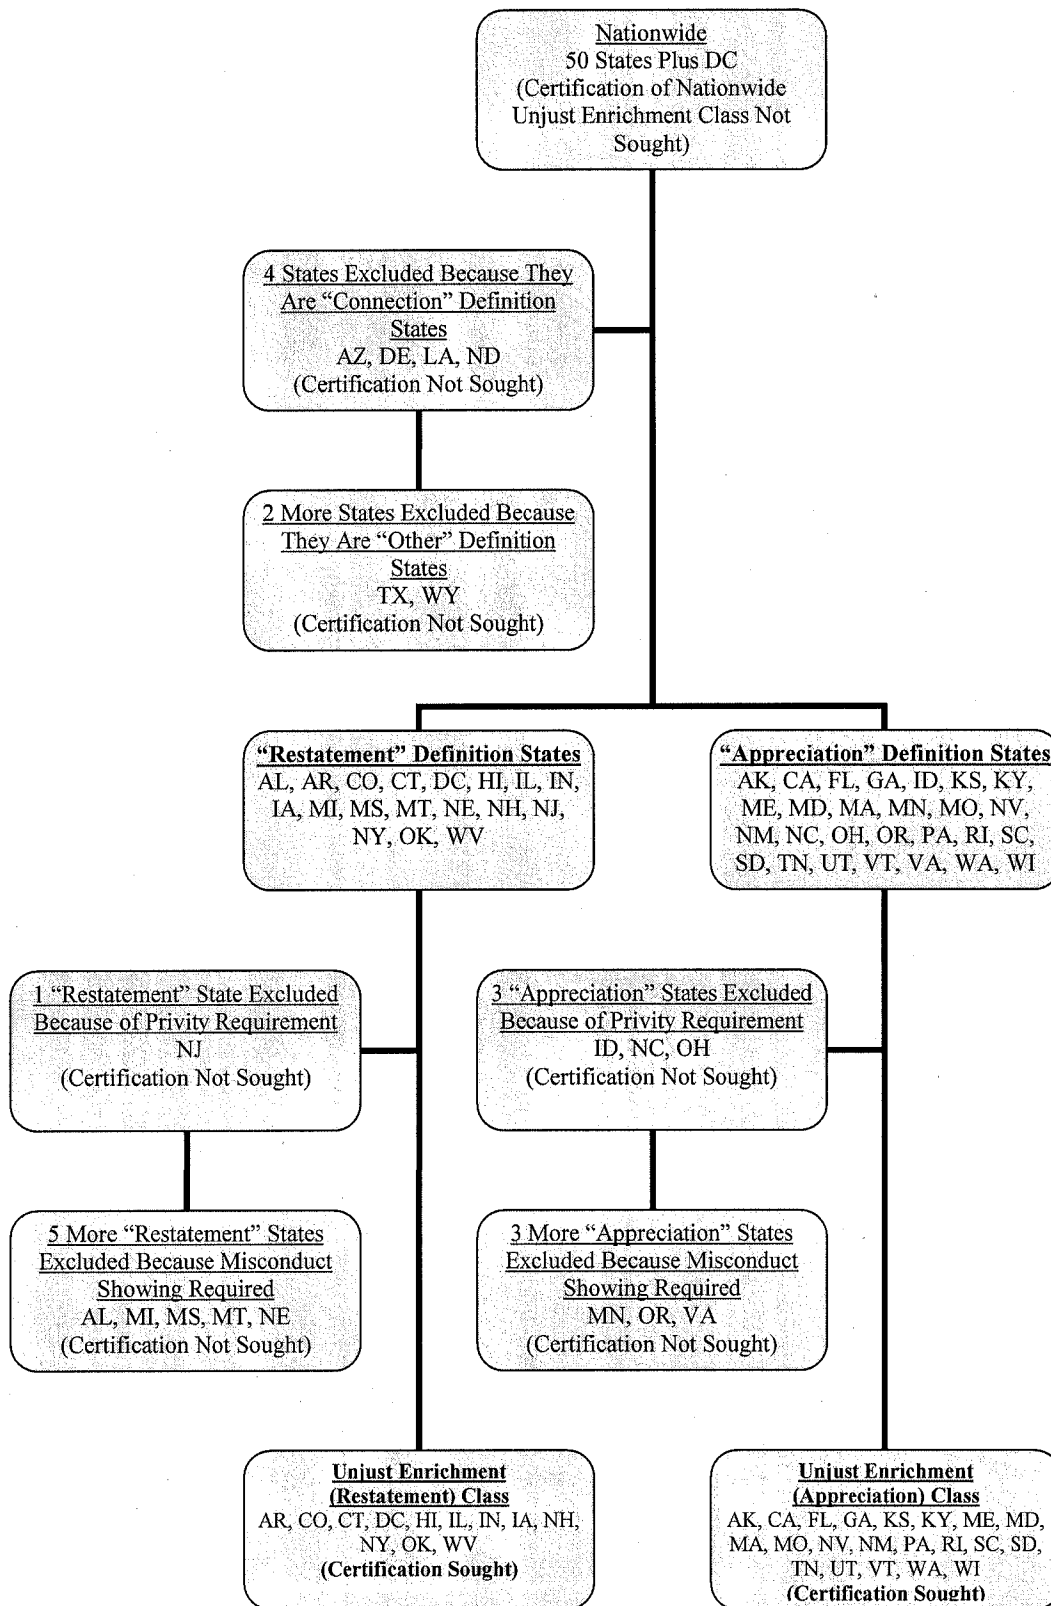 Nationwide
50 States Plus DC
(Certification of Nationwide
Unjust Enrichment Class Not
Sought)
4 States Excluded Because They
Are “Connection” Definition
States
AZ, DE, LA, ND
(Certification Not Sought)
2 More States Excluded Because
They Are “Other” Definition
States
TX, WY
(Certification Not Sought)
“Restatement” Definition States
AL, AR, CO, CT, DC, HI, IL, IN,
IA, MI, MS, MT, NE, NH, NJ,
NY, OK, WV
“Appreciation” Definition States
AK, CA, FL, GA, ID, KS, KY,
ME, MD, MA, MN, MO, NV,
NM, NC, OH, OR, PA, RI, SC,
SD, TN, UT, VT, VA, WA, WI
1 “Restatement” State Excluded
Because of Privity Requirement
NJ
(Certification Not Sought)
3 “Appreciation” States Excluded
Because of Privity Requirement
ID, NC, OH
(Certification Not Sought)
5 More “Restatement” States
Excluded Because Misconduct
Showing Required
AL, MI, MS, MT, NE
(Certification Not Sought)
3 More “Appreciation” States
Excluded Because Misconduct
Showing Required
MN, OR, VA
(Certification Not Sought)
Unjust Enrichment
(Restatement) Class
AR, CO, CT, DC, HI, IL, IN, IA, NH,
NY, OK, WV
(Certification Sought)
Unjust Enrichment
(Appreciation) Class
AK, CA, FL, GA, KS, KY, ME, MD,
MA, MO, NV, NM, PA, RI, SC, SD,
TN, UT, VT, WA, WI
(Certification Sought)